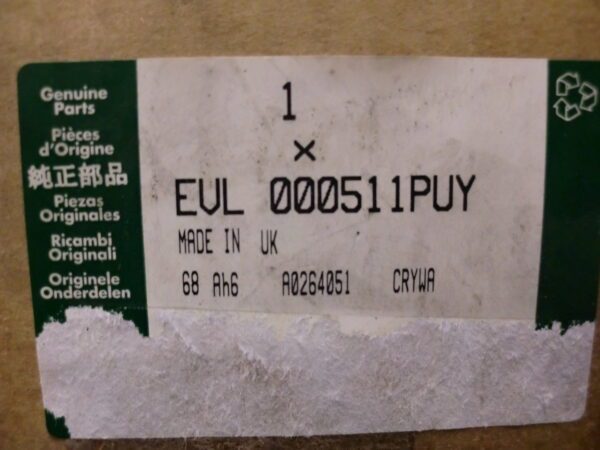 Genuine
Parts
Pièces
d'Origine
純正部品
Piezas
Originales
Ricambi
Originali
Originele
Onderdelen
1
×
EVL 000511PUY
MADE IN UK
68 Ah6 A0264051 CRYWA